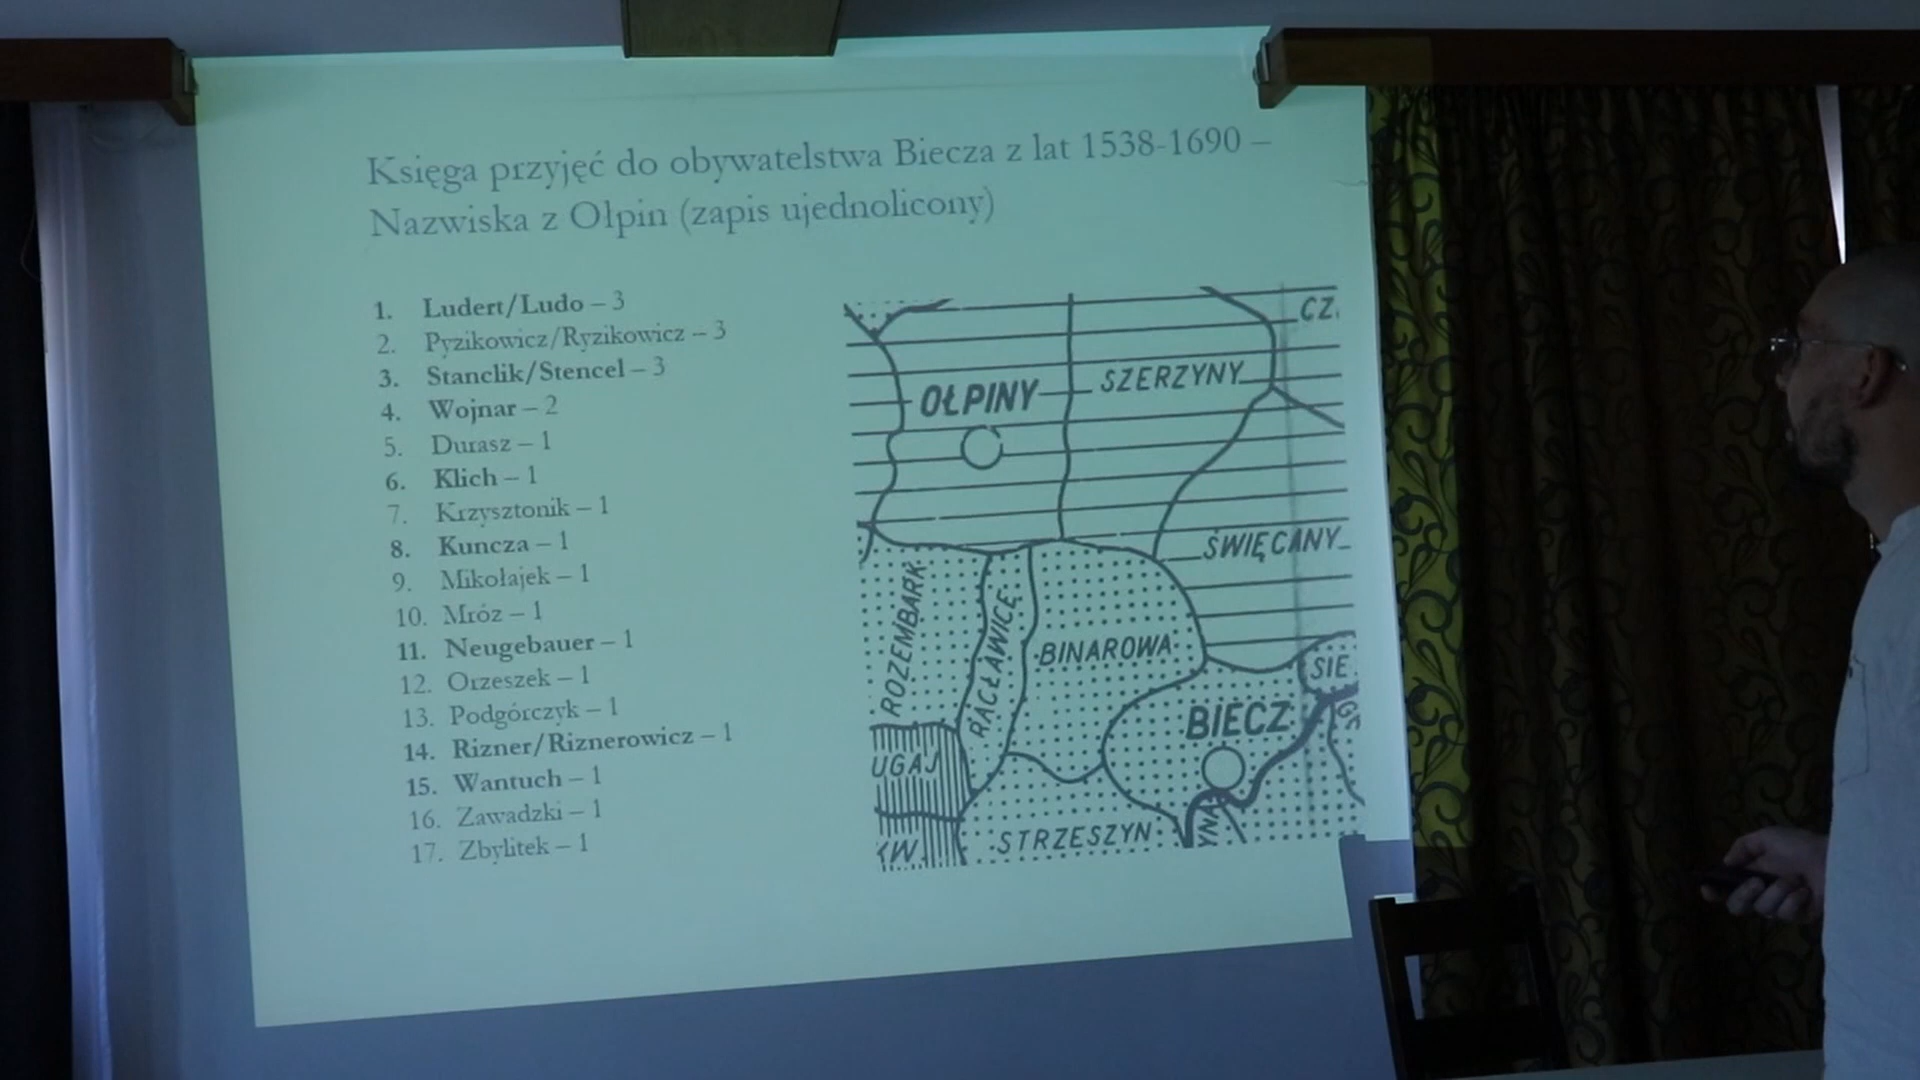 Księga przyjęć do obywatelstwa Biecza z lat 1538-1690 –
Nazwiska z Ołpin (zapis ujednolicony)
1. Ludert/Ludo – 3
2. Pyzikowicz/Ryzikowicz – 3
3. Stanclik/Stencel – 3
4. Wojnar – 2
5. Durasz – 1
6. Klich – 1
7. Krzysztonik – 1
8. Kuncza – 1
9. Mikołajek – 1
10. Mróz – 1
11. Neugebauer – 1
12. Orzeszek – 1
13. Podgórczyk – 1
14. Rizner/Riznerowicz – 1
15. Wantuch – 1
16. Zawadzki – 1
17. Zbylitek – 1
CZ.
OŁPINY
SZERZYNY
ŚWIĘCANY
ROZEMBARK
RACŁAWICE
BINAROWA
SIE
BIECZ
UGAJ
STRZESZYN